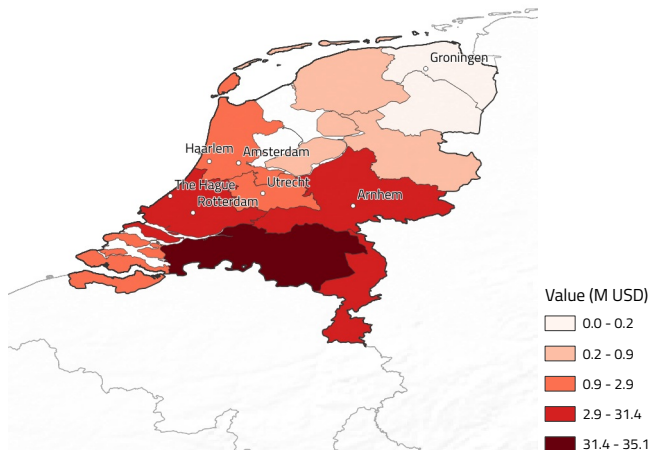 Groningen
Haarlem
Amsterdam
The Hague
Utrecht
Rotterdam
Arnhem
Value (M USD)
0.0 - 0.2
0.2 - 0.9
0.9 - 2.9
2.9 - 31.4
31.4 - 35.1